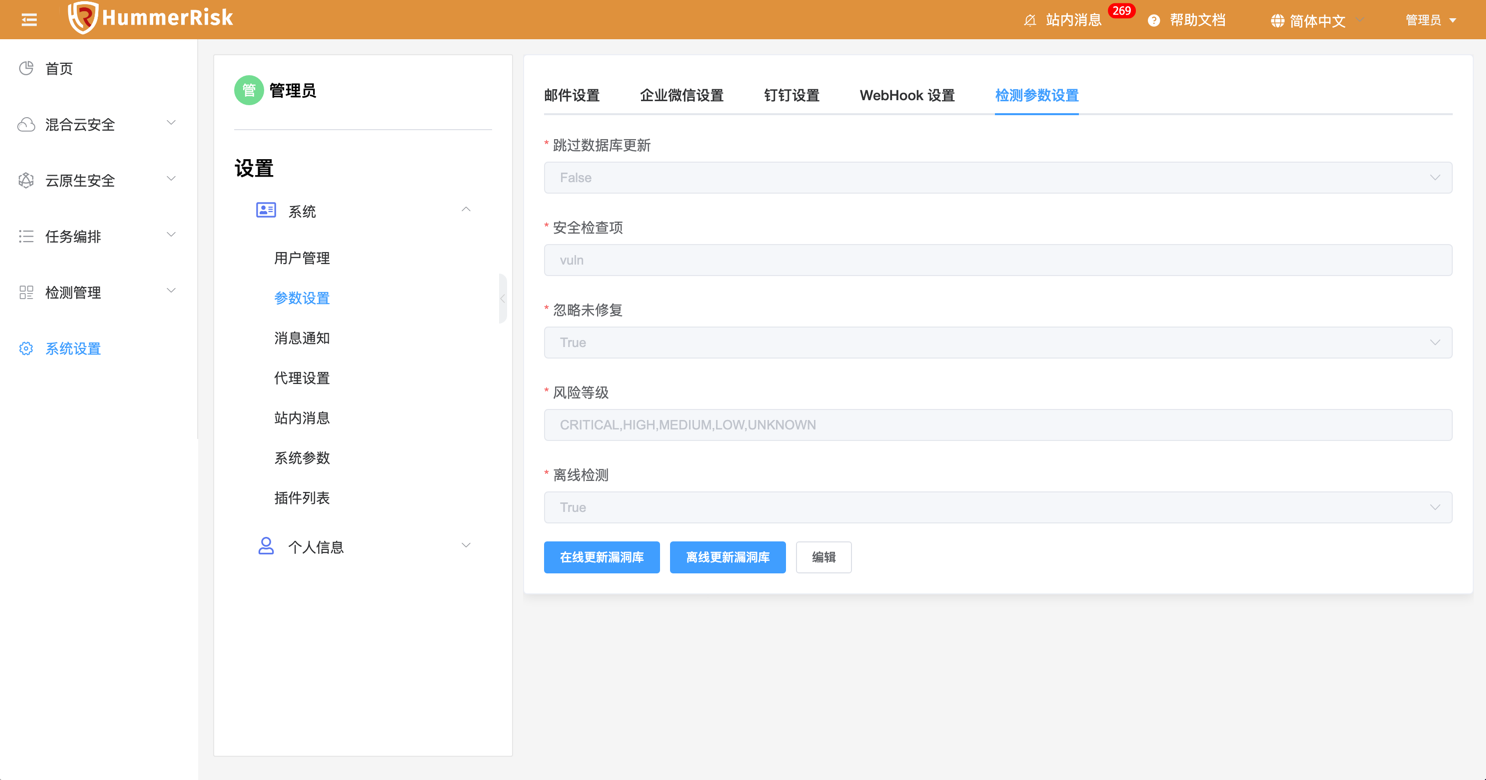 HummerRisk
站内消息
269
帮助文档
简体中文
管理员
首页
混合云安全
云原生安全
任务编排
检测管理
系统设置
管
管理员
设置
系统
用户管理
参数设置
消息通知
代理设置
站内消息
系统参数
插件列表
个人信息
邮件设置
企业微信设置
钉钉设置
WebHook 设置
检测参数设置
* 跳过数据库更新
False
* 安全检查项
vuln
* 忽略未修复
True
* 风险等级
CRITICAL,HIGH,MEDIUM,LOW,UNKNOWN
* 离线检测
True
在线更新漏洞库
离线更新漏洞库
编辑